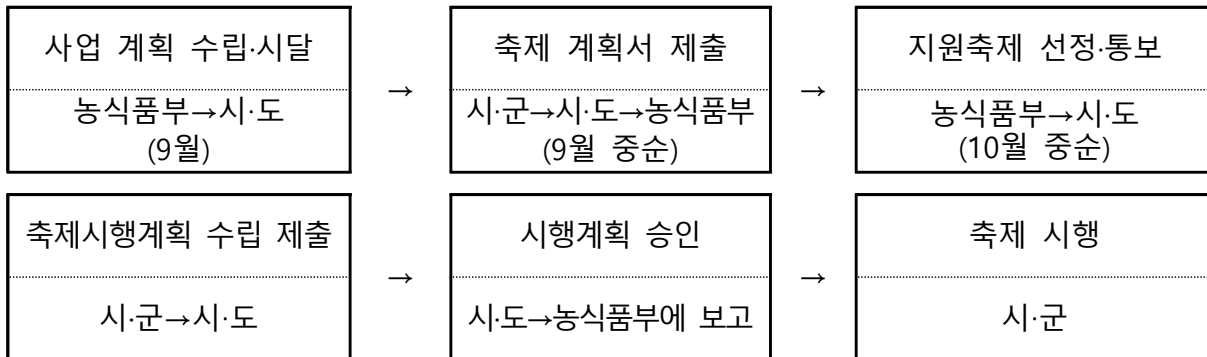 사업 계획 수립·시달
농식품부→시·도
(9월)
→
축제 계획서 제출
시·군→시·도→농식품부
(9월 중순)
→
지원축제 선정·통보
농식품부→시·도
(10월 중순)
축제시행계획 수립 제출
시·군→시·도
→
시행계획 승인
시·도→농식품부에 보고
→
축제 시행
시·군